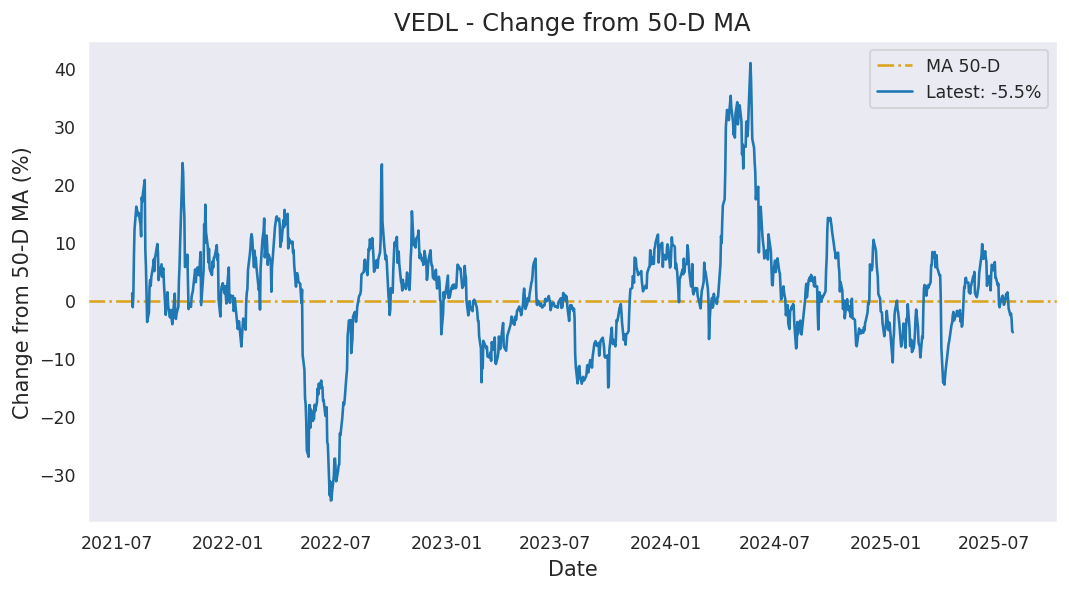 VEDL - Change from 50-D MA
MA 50-D
Latest: -5.5%
Change from 50-D MA (%)
40
30
20
10
0
−10
−20
−30
2021-07 2022-01 2022-07 2023-01 2023-07 2024-01 2024-07 2025-01 2025-07
Date